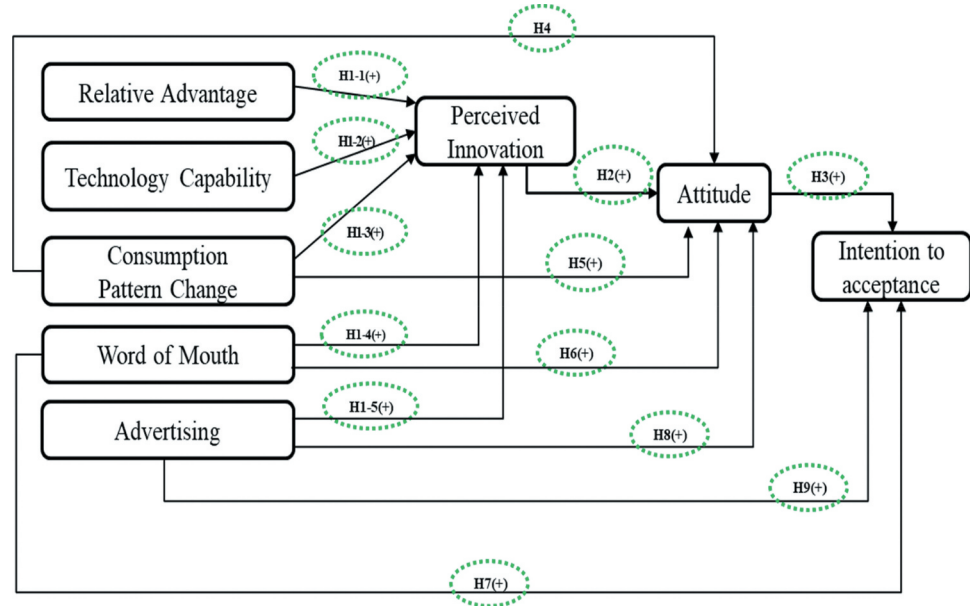 H4
Relative Advantage
H1-1(+)
Perceived
Innovation
Technology Capability
H1-2(+)
H2(+)
Attitude
H3(+)
H1-3(+)
Consumption
Pattern Change
H5(+)
Intention to
acceptance
Word of Mouth
H1-4(+)
H6(+)
Advertising
H1-5(+)
H8(+)
H9(+)
H7(+)